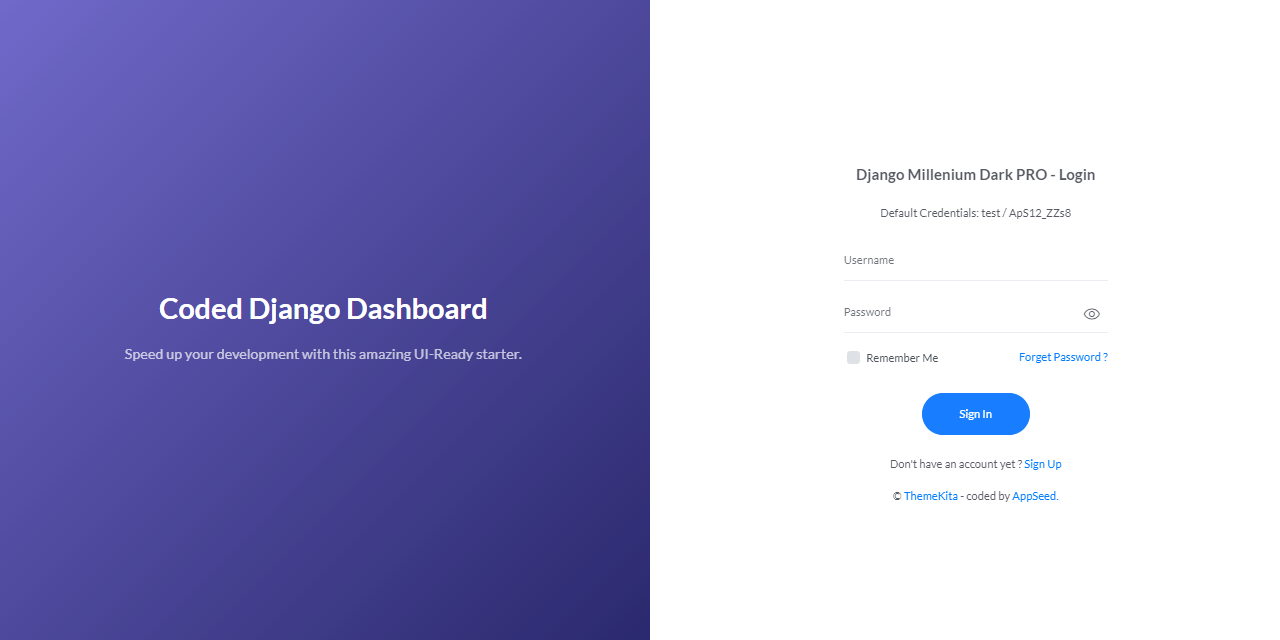 Coded Django Dashboard
Speed up your development with this amazing UI-Ready starter.
Django Millenium Dark PRO - Login
Default Credentials: test / ApS12_ZZs8
Username
Password
Remember Me
Forget Password ?
Sign In
Don't have an account yet ? Sign Up
© ThemeKita - coded by AppSeed.